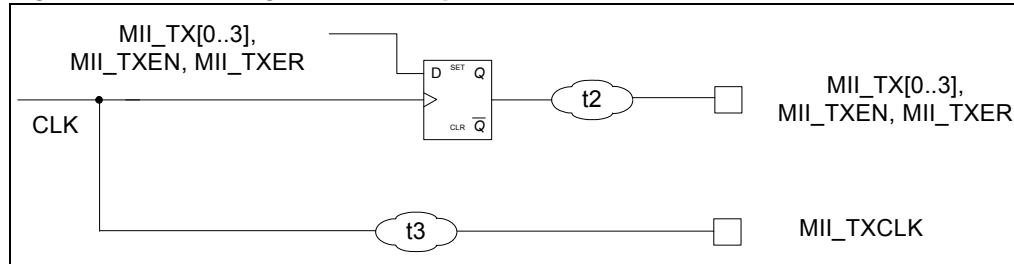 MII_TX[0..3],
MII_TXEN, MII_TXER
D SET Q
CLR Q
CLK
t2
MII_TX[0..3],
MII_TXEN, MII_TXER
t3
MII_TXCLK